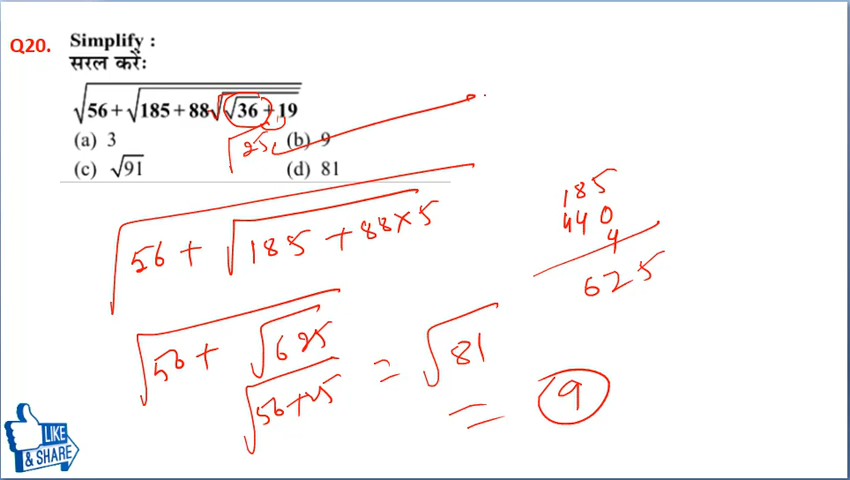 Q20. Simplify :
सरल करेंः
√56+√185+88√√36+19
(a) 3 (b) 9
25
(c) √91 (d) 81
√56 + √185 + 88×5
185
440
4
625
√56 + √625
√56+25 = √81
= 9
LIKE
& SHARE